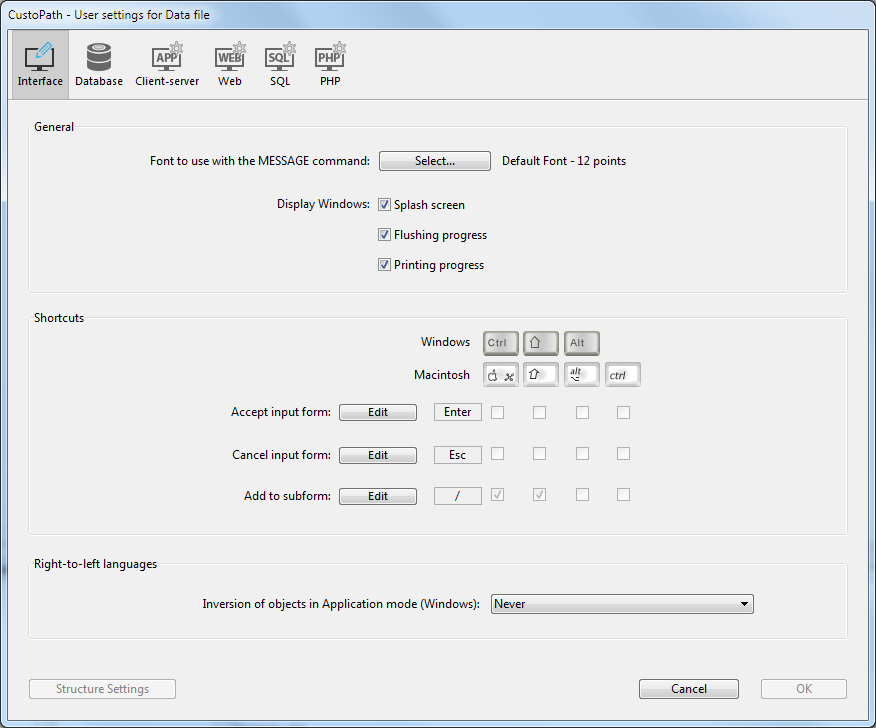 CustoPath - User settings for Data file
APP WEB SQL PHP
Interface Database Client-server Web SQL PHP
General
Font to use with the MESSAGE command: Select... Default Font - 12 points
Display Windows: Splash screen
Flushing progress
Printing progress
Shortcuts
Windows Ctrl Alt
Macintosh alt ctrl
Accept input form: Edit Enter
Cancel input form: Edit Esc
Add to subform: Edit /
Right-to-left languages
Inversion of objects in Application mode (Windows): Never
Structure Settings Cancel OK